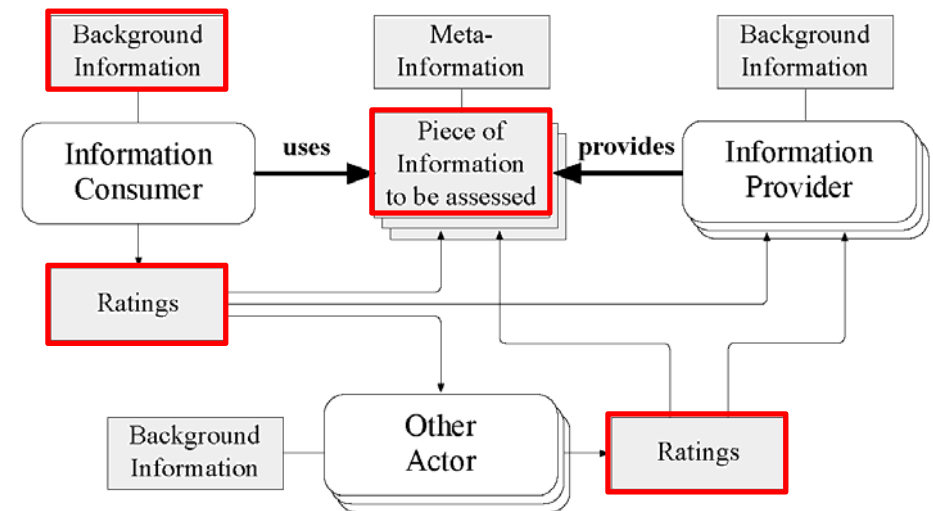 Background
Information
Meta-
Information
Background
Information
Information
Consumer
uses
Piece of
Information
to be assessed
provides
Information
Provider
Ratings
Background
Information
Other
Actor
Ratings